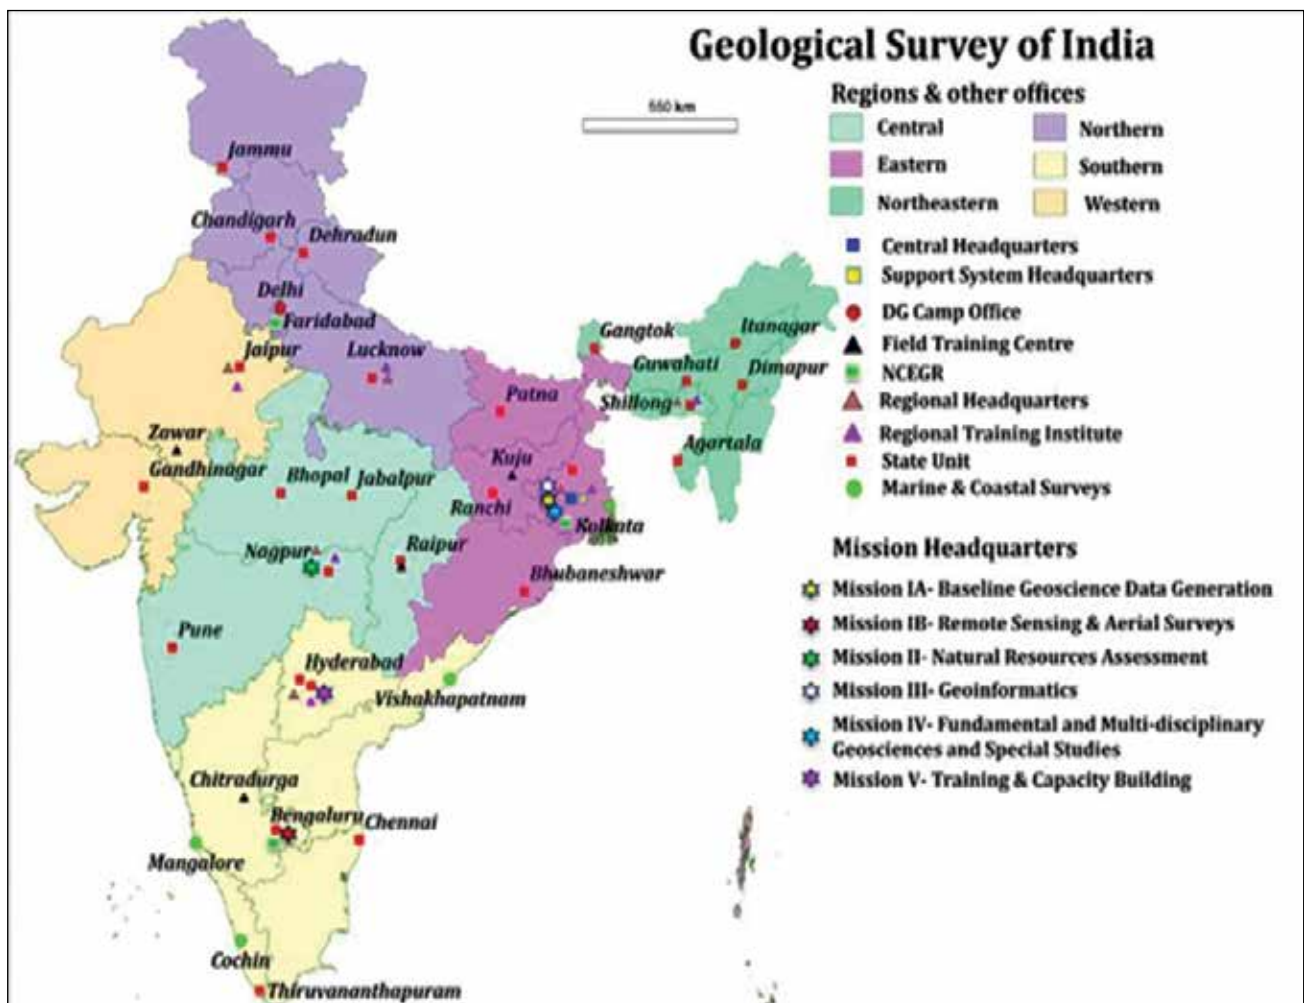 Geological Survey of India
Regions & other offices
Central
Northern
Eastern
Southern
Northeastern
Western
Central Headquarters
Support System Headquarters
DG Camp Office
Field Training Centre
NCEGR
Regional Headquarters
Regional Training Institute
State Unit
Marine & Coastal Surveys
Mission Headquarters
Mission IA- Baseline Geoscience Data Generation
Mission IB- Remote Sensing & Aerial Surveys
Mission II- Natural Resources Assessment
Mission III- Geoinformatics
Mission IV- Fundamental and Multi-disciplinary
Geosciences and Special Studies
Mission V- Training & Capacity Building
km
Jammu
Chandigarh
Dehradun
Delhi
Faridabad
Jaipur
Lucknow
Gangtok
Itanagar
Guwahati
Dimapur
Shillong
Agartala
Patna
Zawar
Gandhinagar
Kuju
Bhopal
Jabalpur
Ranchi
Kolkata
Nagpur
Raipur
Bhubaneshwar
Pune
Hyderabad
Vishakhapatnam
Chitradurga
Bengaluru
Chennai
Mangalore
Cochin
Thiruvananthapuram